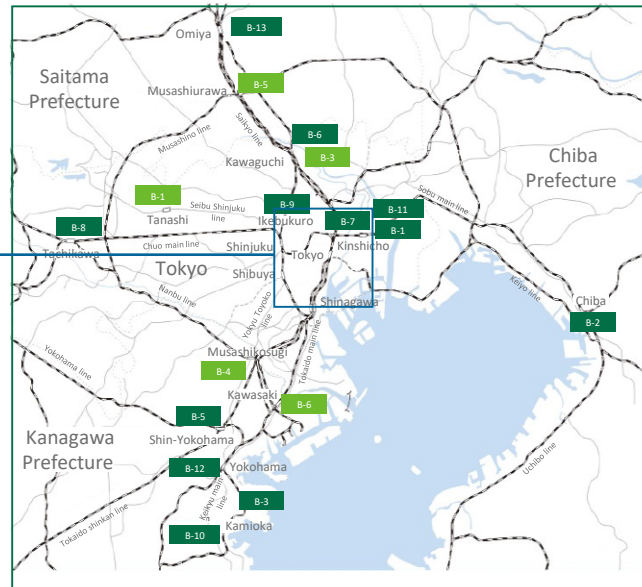 B-13
Omiya
Saitama
Prefecture
B-5
Musashiurawa
Musashino line
Saikyo line
B-6
Kawaguchi
B-3
Chiba
Prefecture
B-1
Tanashi
Seibu Shinjuku
line
B-9
Ikebukuro
B-7
B-11
Sobu main line
B-8
Tachikawa
Chuo main line
Shinjuku
Tokyo
Kinshicho
B-1
Tokyo
Shibuya
Nanbu line
Shinagawa
Keiyo line
Chiba
B-2
Yokyu Toyoko
line
Tokaido main line
Yokohama line
Musashikosugi
B-4
Kawasaki
B-6
B-5
Shin-Yokohama
Kanagawa
Prefecture
B-12
Yokohama
Keikyu main
line
Uchibo line
Tokaido shinkan line
B-3
Kamioka
B-10